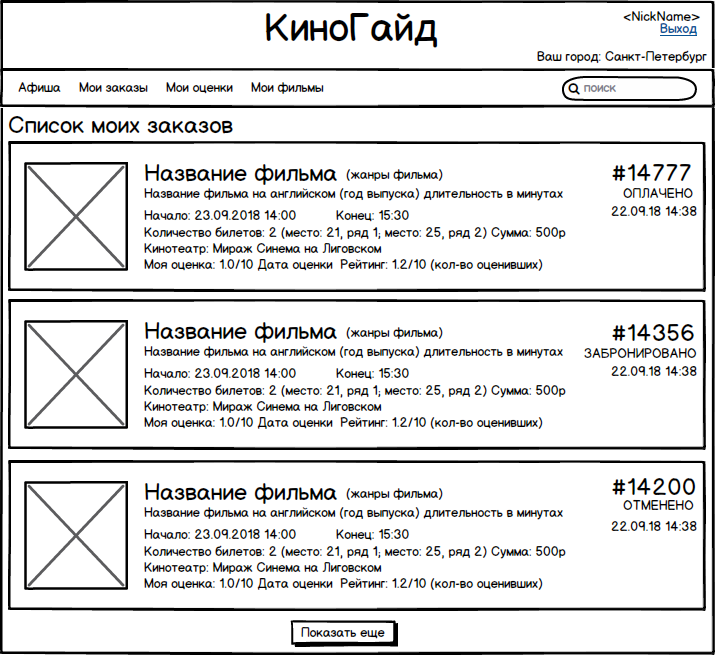 КиноГайд
<NickName>
Выход
Ваш город: Санкт-Петербург
Афиша Мои заказы Мои оценки Мои фильмы поиск
Список моих заказов
Название фильма (жанры фильма) #14777
Название фильма на английском (год выпуска) длительность в минутах ОПЛАЧЕНО
Начало: 23.09.2018 14:00 Конец: 15:30 22.09.18 14:38
Количество билетов: 2 (место: 21, ряд 1; место: 25, ряд 2) Сумма: 500р
Кинотеатр: Мираж Синема на Лиговском
Моя оценка: 1.0/10 Дата оценки Рейтинг: 1.2/10 (кол-во оценивших)
Название фильма (жанры фильма) #14356
Название фильма на английском (год выпуска) длительность в минутах ЗАБРОНИРОВАНО
Начало: 23.09.2018 14:00 Конец: 15:30 22.09.18 14:38
Количество билетов: 2 (место: 21, ряд 1; место: 25, ряд 2) Сумма: 500р
Кинотеатр: Мираж Синема на Лиговском
Моя оценка: 1.0/10 Дата оценки Рейтинг: 1.2/10 (кол-во оценивших)
Название фильма (жанры фильма) #14200
Название фильма на английском (год выпуска) длительность в минутах ОТМЕНЕНО
Начало: 23.09.2018 14:00 Конец: 15:30 22.09.18 14:38
Количество билетов: 2 (место: 21, ряд 1; место: 25, ряд 2) Сумма: 500р
Кинотеатр: Мираж Синема на Лиговском
Моя оценка: 1.0/10 Дата оценки Рейтинг: 1.2/10 (кол-во оценивших)
Показать еще